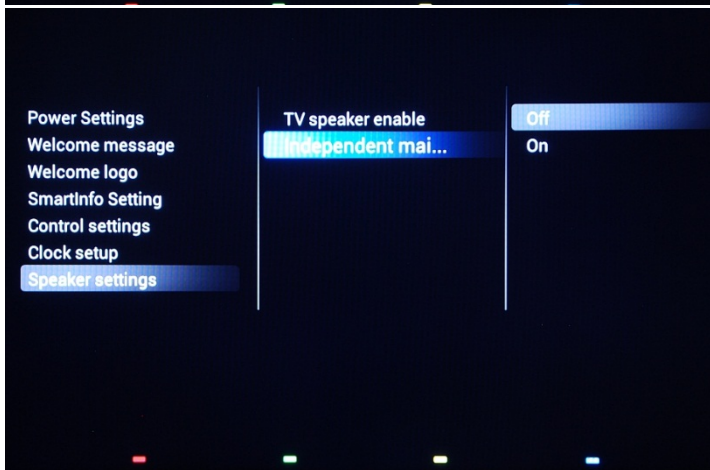 Power Settings
Welcome message
Welcome logo
SmartInfo Setting
Control settings
Clock setup
Speaker settings
TV speaker enable
Independent mai...
Off
On